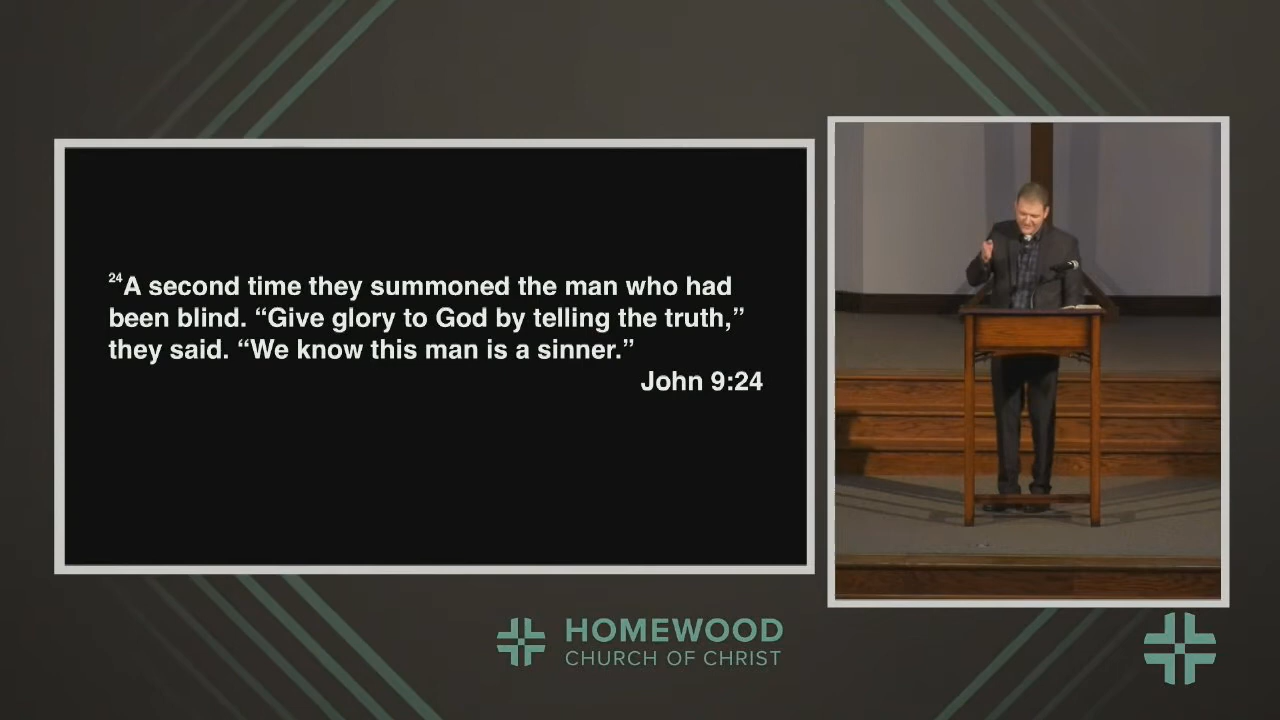 24A second time they summoned the man who had
been blind. “Give glory to God by telling the truth,”
they said. “We know this man is a sinner.”
John 9:24
HOMEWOOD
CHURCH OF CHRIST